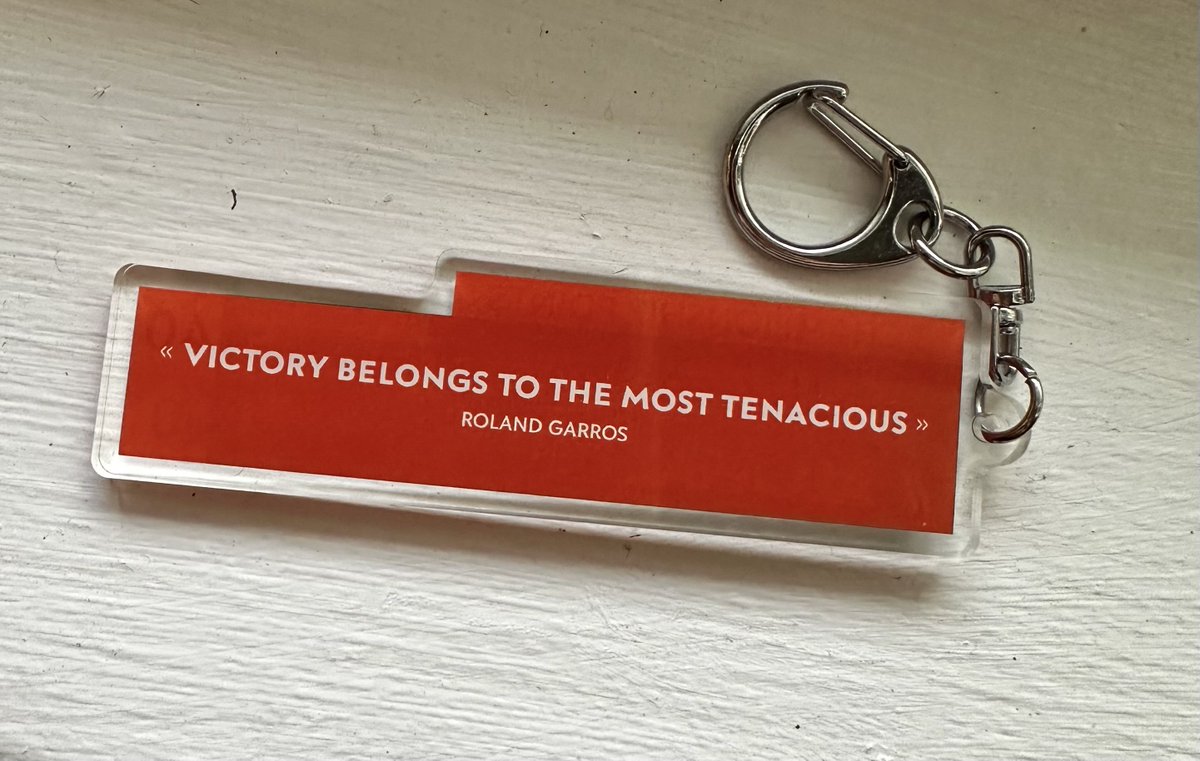 « VICTORY BELONGS TO THE MOST TENACIOUS »
ROLAND GARROS